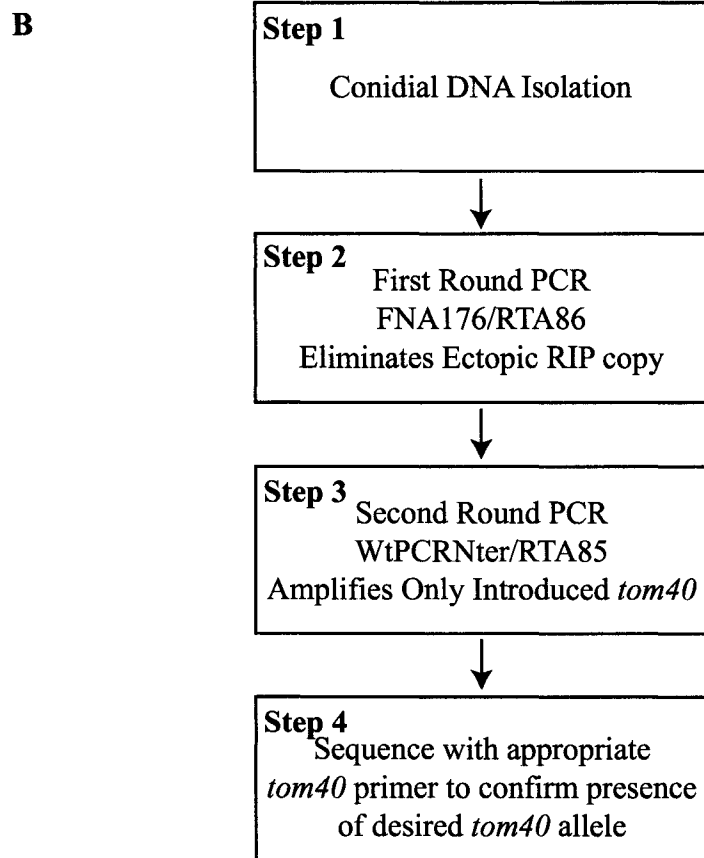 B
Step 1
Conidial DNA Isolation
Step 2
First Round PCR
FNA176/RTA86
Eliminates Ectopic RIP copy
Step 3
Second Round PCR
WtPCRNter/RTA85
Amplifies Only Introduced tom40
Step 4
Sequence with appropriate
tom40 primer to confirm presence
of desired tom40 allele